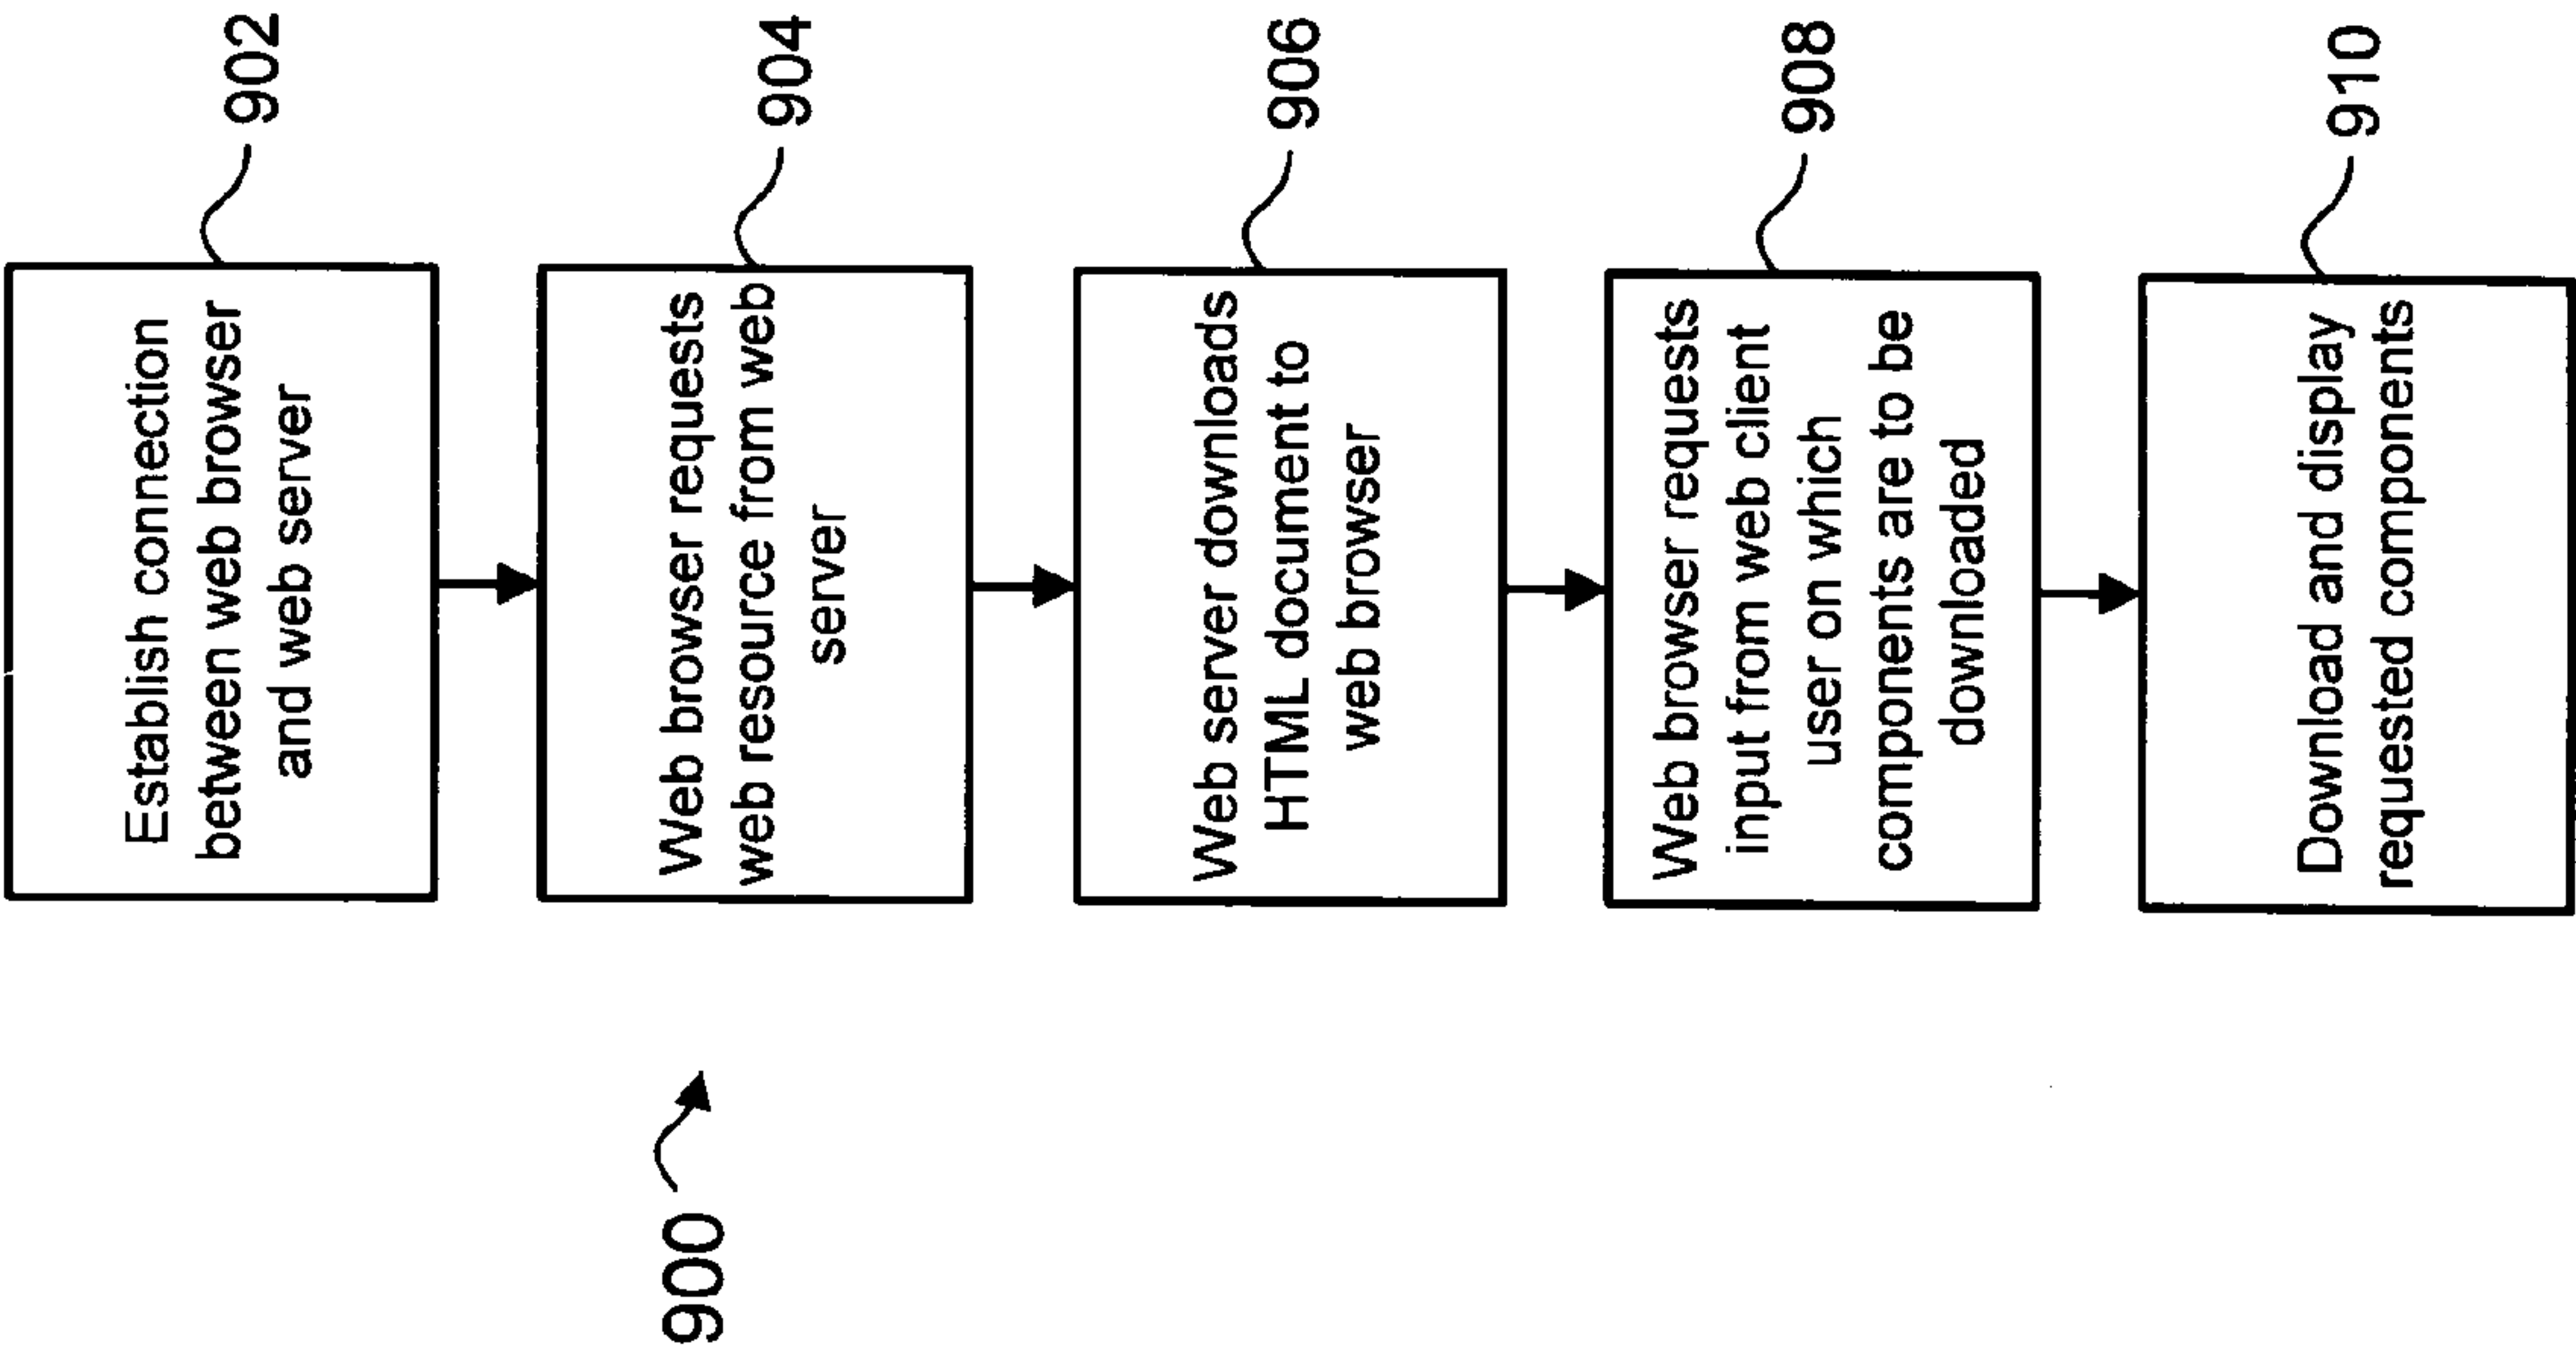 900
Establish connection
between web browser
and web server
902
Web browser requests
web resource from web
server
904
Web server downloads
HTML document to
web browser
906
Web browser requests
input from web client
user on which
components are to be
downloaded
908
Download and display
requested components
910